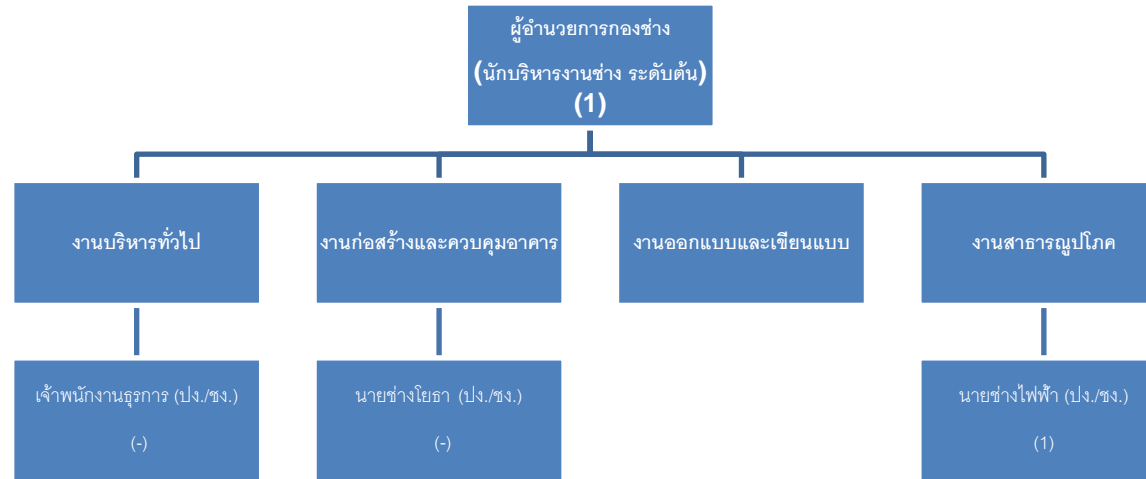 ผู้อำนวยการกองช่าง
(นักบริหารงานช่าง ระดับต้น)
(1)
งานบริหารทั่วไป
งานก่อสร้างและควบคุมอาคาร
งานออกแบบและเขียนแบบ
งานสาธารณูปโภค
เจ้าพนักงานธุรการ (ปง./ชง.)
(-)
นายช่างโยธา (ปง./ชง.)
(-)
นายช่างไฟฟ้า (ปง./ชง.)
(1)